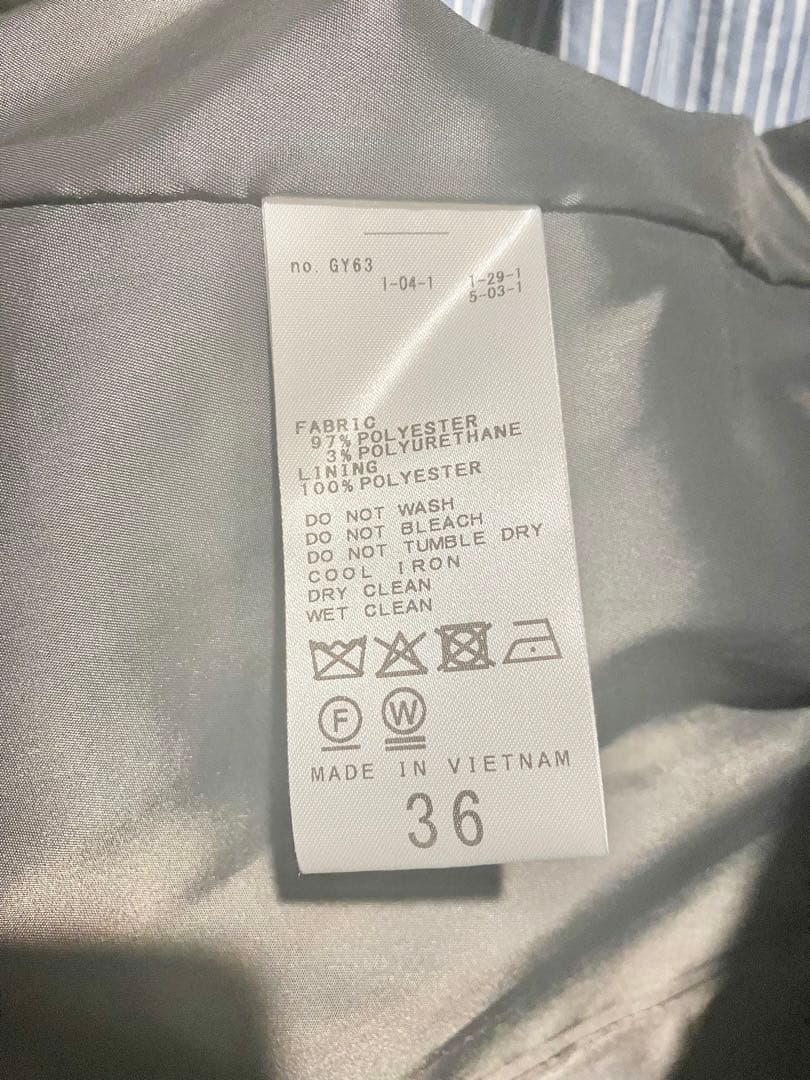 no. GY63
1-04-1 1-29-1
5-03-1
FABRIC
97% POLYESTER
3% POLYURETHANE
LINING
100% POLYESTER
DO NOT WASH
DO NOT BLEACH
DO NOT TUMBLE DRY
COOL IRON
DRY CLEAN
WET CLEAN
F W
MADE IN VIETNAM
36